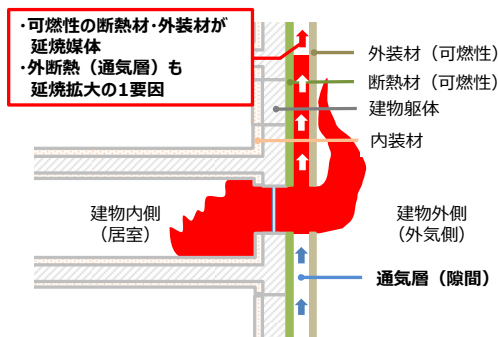 ･可燃性の断熱材･外装材が
延焼媒体
･外断熱（通気層）も
延焼拡大の1要因
外装材（可燃性）
断熱材（可燃性）
建物躯体
内装材
建物内側
（居室）
建物外側
（外気側）
通気層（隙間）